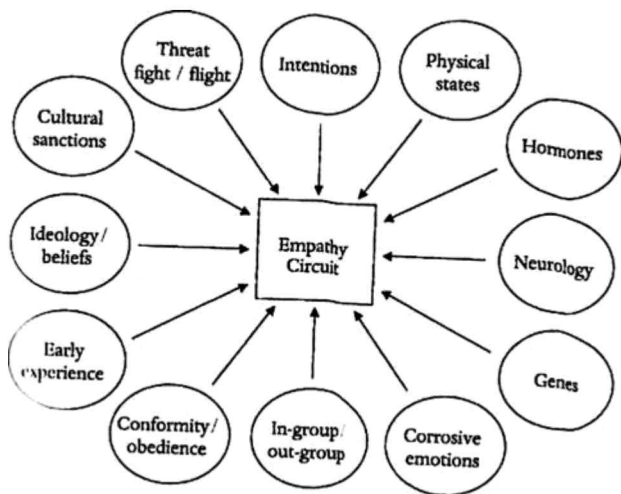 Threat
fight / flight
Intentions
Physical
states
Cultural
sanctions
Hormones
Ideology/
beliefs
Empathy
Circuit
Neurology
Early
experience
Genes
Conformity/
obedience
In-group/
out-group
Corrosive
emotions